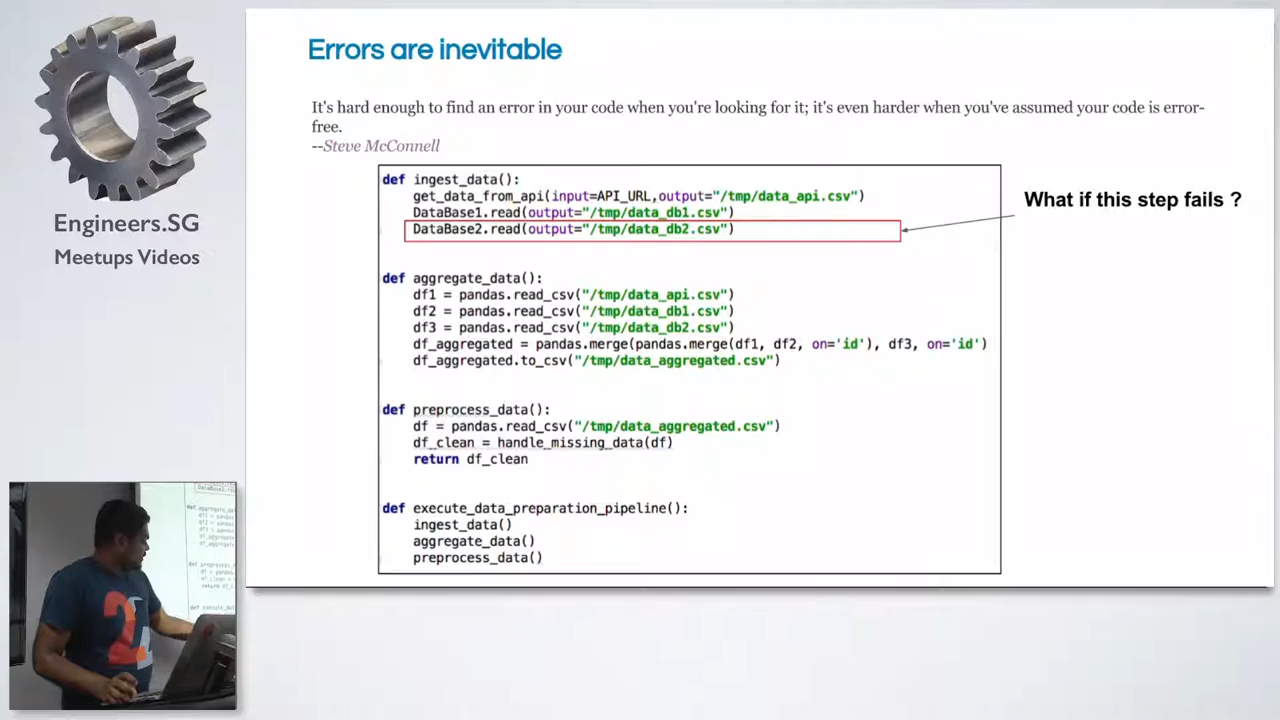 Engineers.SG
Meetups Videos
Errors are inevitable
It's hard enough to find an error in your code when you're looking for it; it's even harder when you've assumed your code is error-
free.
--Steve McConnell
def ingest_data():
get_data_from_api(input=API_URL,output="/tmp/data_api.csv")
DataBase1.read(output="/tmp/data_db1.csv")
DataBase2.read(output="/tmp/data_db2.csv")
What if this step fails ?
def aggregate_data():
df1 = pandas.read_csv("/tmp/data_api.csv")
df2 = pandas.read_csv("/tmp/data_db1.csv")
df3 = pandas.read_csv("/tmp/data_db2.csv")
df_aggregated = pandas.merge(pandas.merge(df1, df2, on='id'), df3, on='id')
df_aggregated.to_csv("/tmp/data_aggregated.csv")
def preprocess_data():
df = pandas.read_csv("/tmp/data_aggregated.csv")
df_clean = handle_missing_data(df)
return df_clean
def execute_data_preparation_pipeline():
ingest_data()
aggregate_data()
preprocess_data()